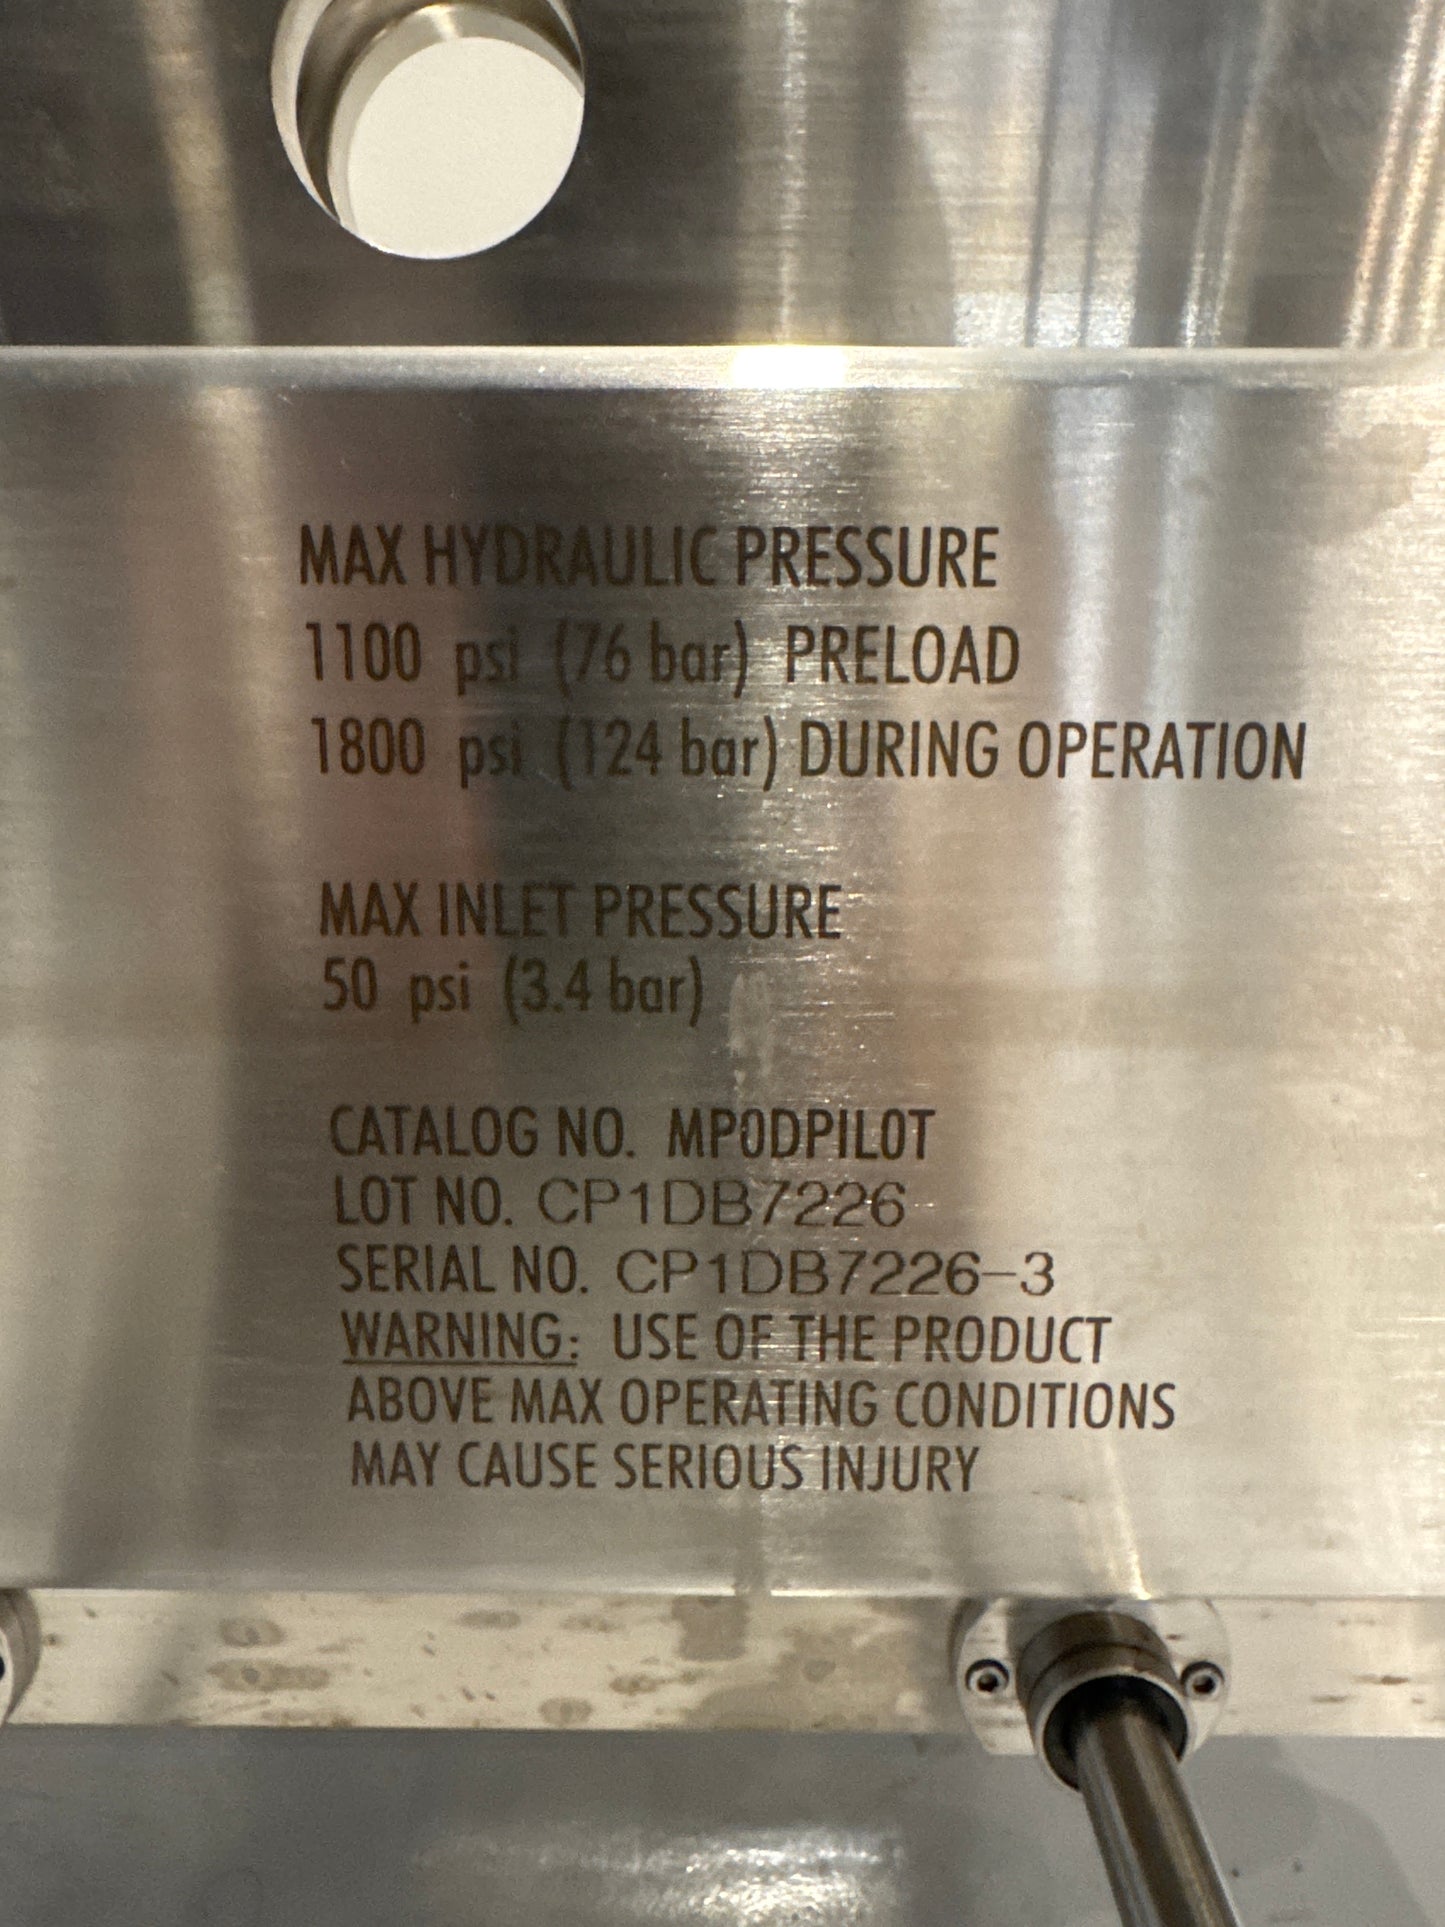 MAX HYDRAULIC PRESSURE
1100 psi (76 bar) PRELOAD
1800 psi (124 bar) DURING OPERATION
MAX INLET PRESSURE
50 psi (3.4 bar)
CATALOG NO. MP0DPILOT
LOT NO. CP1DB7226
SERIAL NO. CP1DB7226-3
WARNING: USE OF THE PRODUCT
ABOVE MAX OPERATING CONDITIONS
MAY CAUSE SERIOUS INJURY